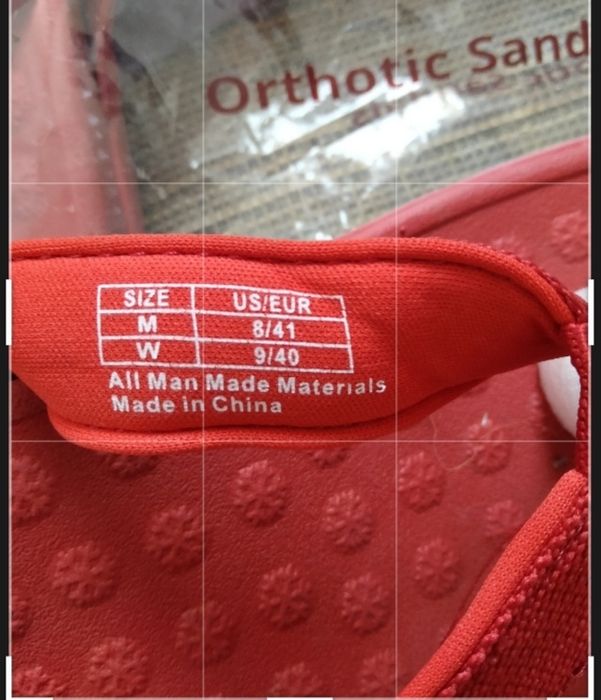 Orthotic Sand
SIZE US/EUR
M 8/41
W 9/40
All Man Made Materials
Made in China